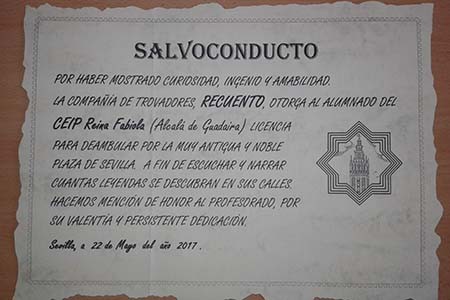 SALVOCONDUCTO
POR HABER MOSTRADO CURIOSIDAD, INGENIO Y AMABILIDAD.
LA COMPAÑÍA DE TROVADORES, RECUENTO, OTORGA AL ALUMNADO DEL
CEIP Reina Fabiola (Alcalá de Guadaira) LICENCIA
PARA DEAMBULAR POR LA MUY ANTIGUA Y NOBLE
PLAZA DE SEVILLA. A FIN DE ESCUCHAR Y NARRAR
CUANTAS LEYENDAS SE DESCUBRAN EN SUS CALLES.
HACEMOS MENCIÓN DE HONOR AL PROFESORADO, POR
SU VALENTÍA Y PERSISTENTE DEDICACIÓN.
Sevilla, a 22 de Mayo del año 2017.